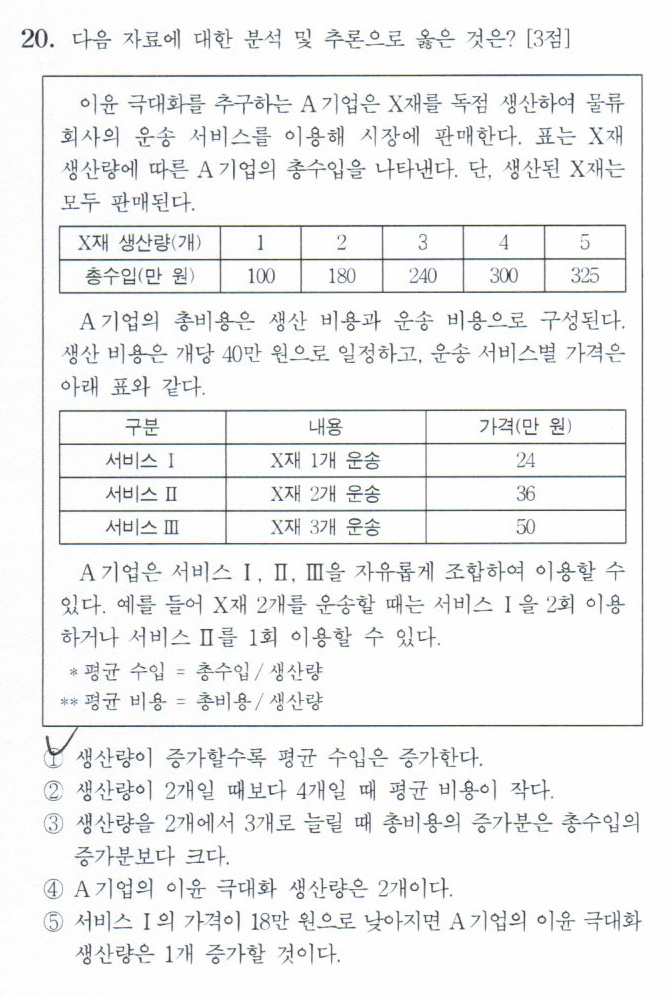 20. 다음 자료에 대한 분석 및 추론으로 옳은 것은? [3점]
이윤 극대화를 추구하는 A기업은 X재를 독점 생산하여 물류
회사의 운송 서비스를 이용해 시장에 판매한다. 표는 X재
생산량에 따른 A기업의 총수입을 나타낸다. 단, 생산된 X재는
모두 판매된다.
X재 생산량(개) 1 2 3 4 5
총수입(만 원) 100 180 240 300 325
A기업의 총비용은 생산 비용과 운송 비용으로 구성된다.
생산 비용은 개당 40만 원으로 일정하고, 운송 서비스별 가격은
아래 표와 같다.
구분 내용 가격(만 원)
서비스 Ⅰ X재 1개 운송 24
서비스 Ⅱ X재 2개 운송 36
서비스 Ⅲ X재 3개 운송 50
A기업은 서비스 Ⅰ, Ⅱ, Ⅲ을 자유롭게 조합하여 이용할 수
있다. 예를 들어 X재 2개를 운송할 때는 서비스 Ⅰ을 2회 이용
하거나 서비스 Ⅱ를 1회 이용할 수 있다.
* 평균 수입 = 총수입 / 생산량
** 평균 비용 = 총비용 / 생산량
① 생산량이 증가할수록 평균 수입은 증가한다.
② 생산량이 2개일 때보다 4개일 때 평균 비용이 작다.
③ 생산량을 2개에서 3개로 늘릴 때 총비용의 증가분은 총수입의
증가분보다 크다.
④ A기업의 이윤 극대화 생산량은 2개이다.
⑤ 서비스 Ⅰ의 가격이 18만 원으로 낮아지면 A기업의 이윤 극대화
생산량은 1개 증가할 것이다.